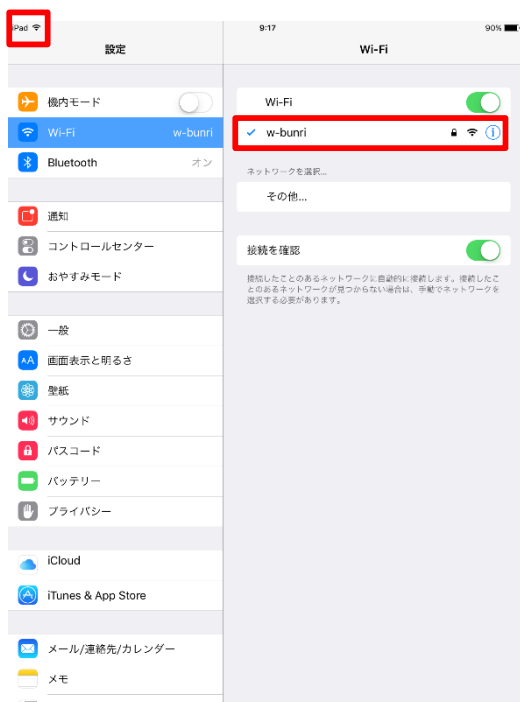 iPad 9:17 90%
設定
Wi-Fi
機内モード
Wi-Fi w-bunri
Bluetooth オン
通知
コントロールセンター
おやすみモード
一般
AA 画面表示と明るさ
壁紙
サウンド
パスコード
バッテリー
プライバシー
iCloud
iTunes & App Store
メール/連絡先/カレンダー
メモ
Wi-Fi
w-bunri
ネットワークを選択...
その他...
接続を確認
接続したことのあるネットワークに自動的に接続します。接続したこ
とのあるネットワークが見つからない場合は、手動でネットワークを
選択する必要があります。